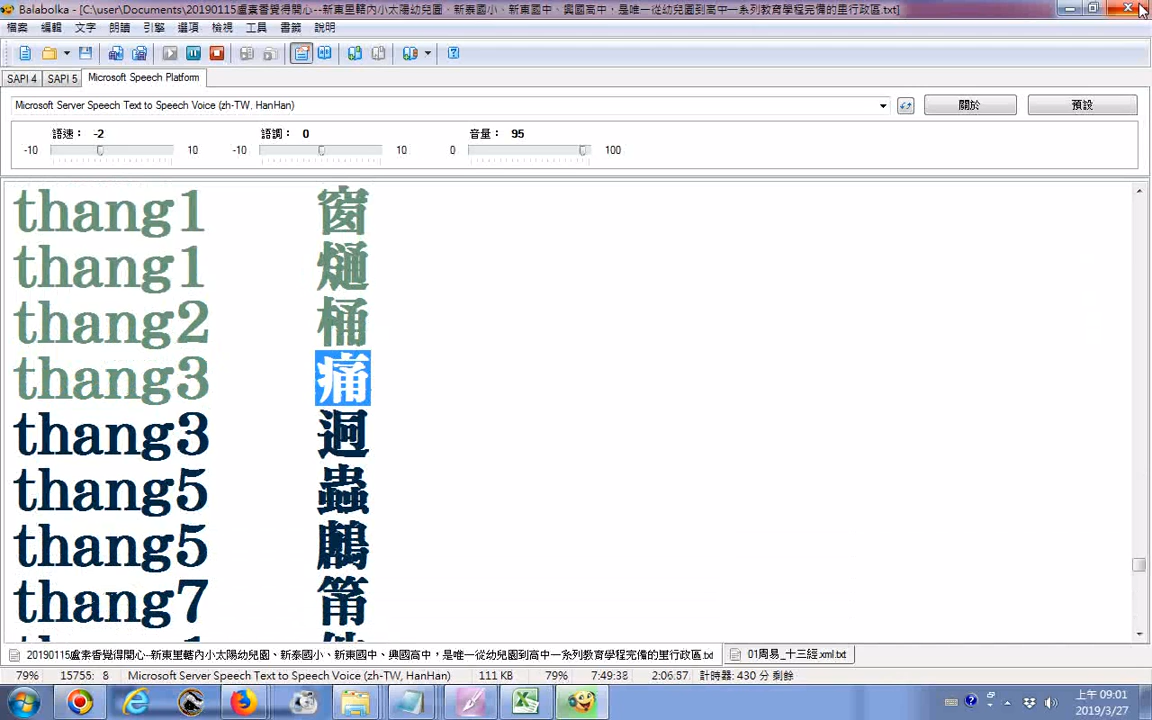 Balabolka - [C:\user\Documents\20190115盧素香覺得開心--新東里轄內小太陽幼兒園、新泰國小、新東國中、興國高中，是唯一從幼兒園到高中一系列教育學程完備的里行政區.txt]
檔案 編輯 文字 朗讀 引擎 選項 檢視 工具 書籤 說明
SAPI 4 SAPI 5 Microsoft Speech Platform
Microsoft Server Speech Text to Speech Voice (zh-TW, HanHan) 關於 預設
語速： -2 語調： 0 音量： 95
-10 10 -10 10 0 100
thang1 窗
thang1 熥
thang2 桶
thang3 痛
thang3 迵
thang5 蟲
thang5
thang7 筩
20190115盧素香覺得開心--新東里轄內小太陽幼兒園、新泰國小、新東國中、興國高中，是唯一從幼兒園到高中一系列教育學程完備的里行政區.txt 01周易_十三經.xml.txt
79% 15755: 8 Microsoft Server Speech Text to Speech Voice (zh-TW, HanHan) 111 KB 79% 7:49:38 2:06:57 計時器: 430 分 剩餘
上午 09:01
2019/3/27